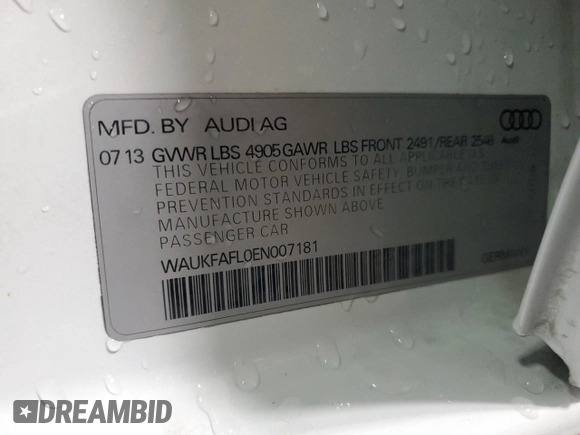 MFD. BY AUDI AG
07 13 GVWR LBS 4905 GAWR LBS FRONT 2491/REAR 2546
Audi
THIS VEHICLE CONFORMS TO ALL APPLICABLE U.S.
FEDERAL MOTOR VEHICLE SAFETY, BUMPER AND THEFT
PREVENTION STANDARDS IN EFFECT ON THE DATE OF
MANUFACTURE SHOWN ABOVE
PASSENGER CAR
WAUKFAFL0EN007181
GERMANY
DREAMBID